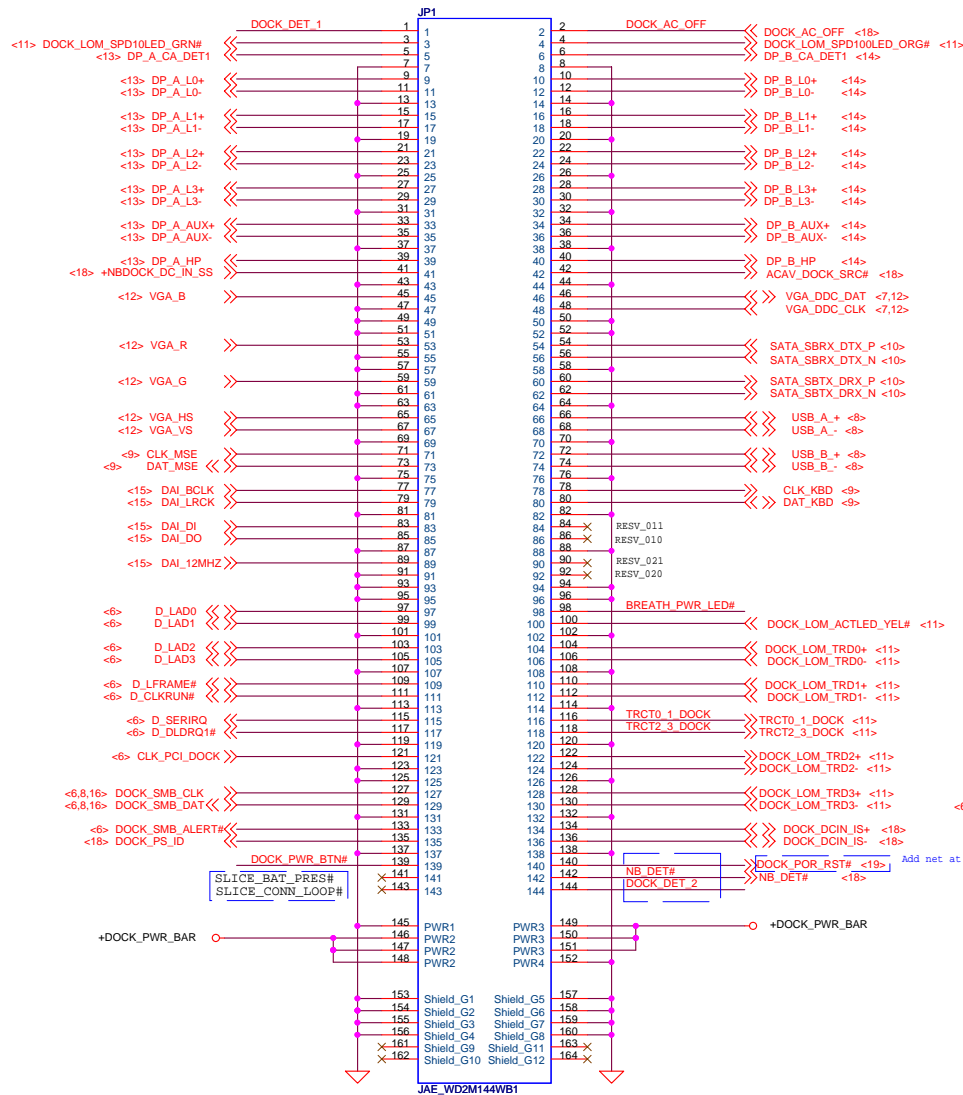 JP1
DOCK_DET_1 1 1 2 2 DOCK_AC_OFF DOCK_AC_OFF <18>
<11> DOCK_LOM_SPD10LED_GRN# 3 3 4 4 DOCK_LOM_SPD100LED_ORG# <11>
<13> DP_A_CA_DET1 5 5 6 6 DP_B_CA_DET1 <14>
7 7 8 8
<13> DP_A_L0+ 9 9 10 10 DP_B_L0+ <14>
<13> DP_A_L0- 11 11 12 12 DP_B_L0- <14>
13 13 14 14
<13> DP_A_L1+ 15 15 16 16 DP_B_L1+ <14>
<13> DP_A_L1- 17 17 18 18 DP_B_L1- <14>
19 19 20 20
<13> DP_A_L2+ 21 21 22 22 DP_B_L2+ <14>
<13> DP_A_L2- 23 23 24 24 DP_B_L2- <14>
25 25 26 26
<13> DP_A_L3+ 27 27 28 28 DP_B_L3+ <14>
<13> DP_A_L3- 29 29 30 30 DP_B_L3- <14>
31 31 32 32
<13> DP_A_AUX+ 33 33 34 34 DP_B_AUX+ <14>
<13> DP_A_AUX- 35 35 36 36 DP_B_AUX- <14>
37 37 38 38
<13> DP_A_HP 39 39 40 40 DP_B_HP <14>
<18> +NBDOCK_DC_IN_SS 41 41 42 42 ACAV_DOCK_SRC# <18>
43 43 44 44
<12> VGA_B 45 45 46 46 VGA_DDC_DAT <7,12>
47 47 48 48 VGA_DDC_CLK <7,12>
49 49 50 50
51 51 52 52
<12> VGA_R 53 53 54 54 SATA_SBRX_DTX_P <10>
55 55 56 56 SATA_SBRX_DTX_N <10>
57 57 58 58
<12> VGA_G 59 59 60 60 SATA_SBTX_DRX_P <10>
61 61 62 62 SATA_SBTX_DRX_N <10>
63 63 64 64
<12> VGA_HS 65 65 66 66 USB_A_+ <8>
<12> VGA_VS 67 67 68 68 USB_A_- <8>
69 69 70 70
<9> CLK_MSE 71 71 72 72 USB_B_+ <8>
<9> DAT_MSE 73 73 74 74 USB_B_- <8>
75 75 76 76
<15> DAI_BCLK 77 77 78 78 CLK_KBD <9>
<15> DAI_LRCK 79 79 80 80 DAT_KBD <9>
81 81 82 82
<15> DAI_DI 83 83 84 84 RESV_011
<15> DAI_DO 85 85 86 86 RESV_010
87 87 88 88
<15> DAI_12MHZ 89 89 90 90 RESV_021
91 91 92 92 RESV_020
93 93 94 94
95 95 96 96
<6> D_LAD0 97 97 98 98 BREATH_PWR_LED#
<6> D_LAD1 99 99 100 100 DOCK_LOM_ACTLED_YEL# <11>
101 101 102 102
<6> D_LAD2 103 103 104 104 DOCK_LOM_TRD0+ <11>
<6> D_LAD3 105 105 106 106 DOCK_LOM_TRD0- <11>
107 107 108 108
<6> D_LFRAME# 109 109 110 110 DOCK_LOM_TRD1+ <11>
<6> D_CLKRUN# 111 111 112 112 DOCK_LOM_TRD1- <11>
113 113 114 114
<6> D_SERIRQ 115 115 116 116 TRCT0_1_DOCK TRCT0_1_DOCK <11>
<6> D_DLDRQ1# 117 117 118 118 TRCT2_3_DOCK TRCT2_3_DOCK <11>
119 119 120 120
<6> CLK_PCI_DOCK 121 121 122 122 DOCK_LOM_TRD2+ <11>
123 123 124 124 DOCK_LOM_TRD2- <11>
125 125 126 126
<6,8,16> DOCK_SMB_CLK 127 127 128 128 DOCK_LOM_TRD3+ <11>
<6,8,16> DOCK_SMB_DAT 129 129 130 130 DOCK_LOM_TRD3- <11>
131 131 132 132
<6> DOCK_SMB_ALERT# 133 133 134 134 DOCK_DCIN_IS+ <18>
<18> DOCK_PS_ID 135 135 136 136 DOCK_DCIN_IS- <18>
137 137 138 138
DOCK_PWR_BTN# 139 139 140 140 DOCK_POR_RST# <19> Add net at
SLICE_BAT_PRES# 141 141 142 142 NB_DET# NB_DET# <18>
SLICE_CONN_LOOP# 143 143 144 144 DOCK_DET_2
145 PWR1 PWR3 149 +DOCK_PWR_BAR
+DOCK_PWR_BAR 146 PWR2 PWR3 150
147 PWR2 PWR3 151
148 PWR2 PWR4 152
153 Shield_G1 Shield_G5 157
154 Shield_G2 Shield_G6 158
155 Shield_G3 Shield_G7 159
156 Shield_G4 Shield_G8 160
161 Shield_G9 Shield_G11 163
162 Shield_G10 Shield_G12 164
JAE_WD2M144WB1